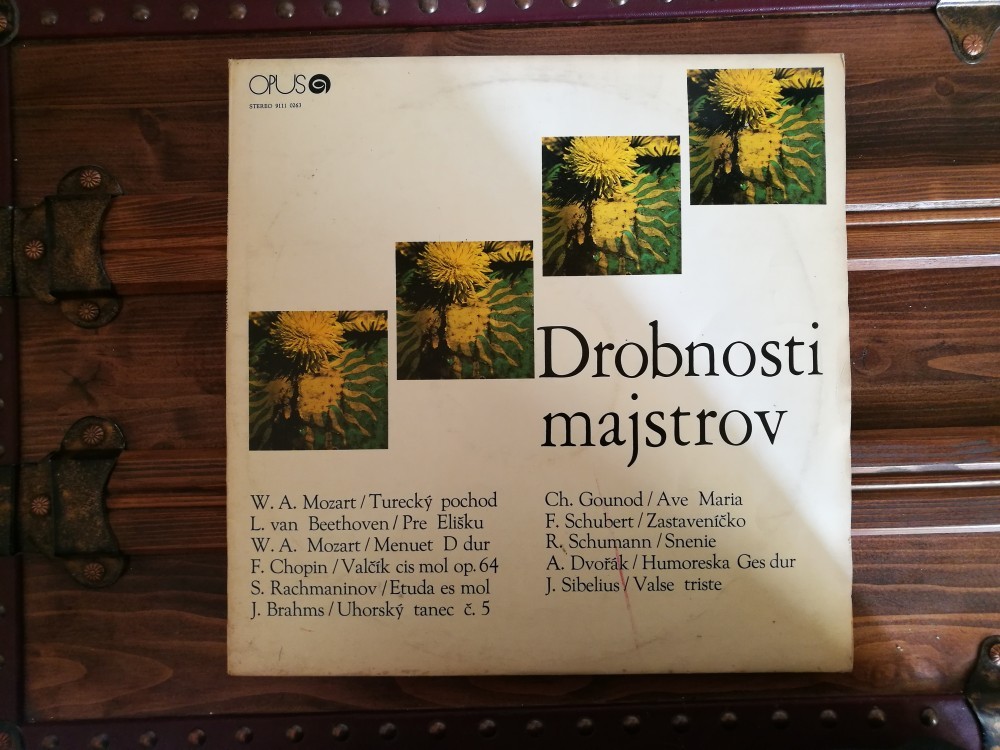 OPUS
STEREO 9111 0263
Drobnosti
majstrov
W. A. Mozart / Turecký pochod
L. van Beethoven / Pre Elišku
W. A. Mozart / Menuet D dur
F. Chopin / Valčík cis mol op. 64
S. Rachmaninov / Etuda es mol
J. Brahms / Uhorský tanec č. 5
Ch. Gounod / Ave Maria
F. Schubert / Zastaveníčko
R. Schumann / Snenie
A. Dvořák / Humoreska Ges dur
J. Sibelius / Valse triste